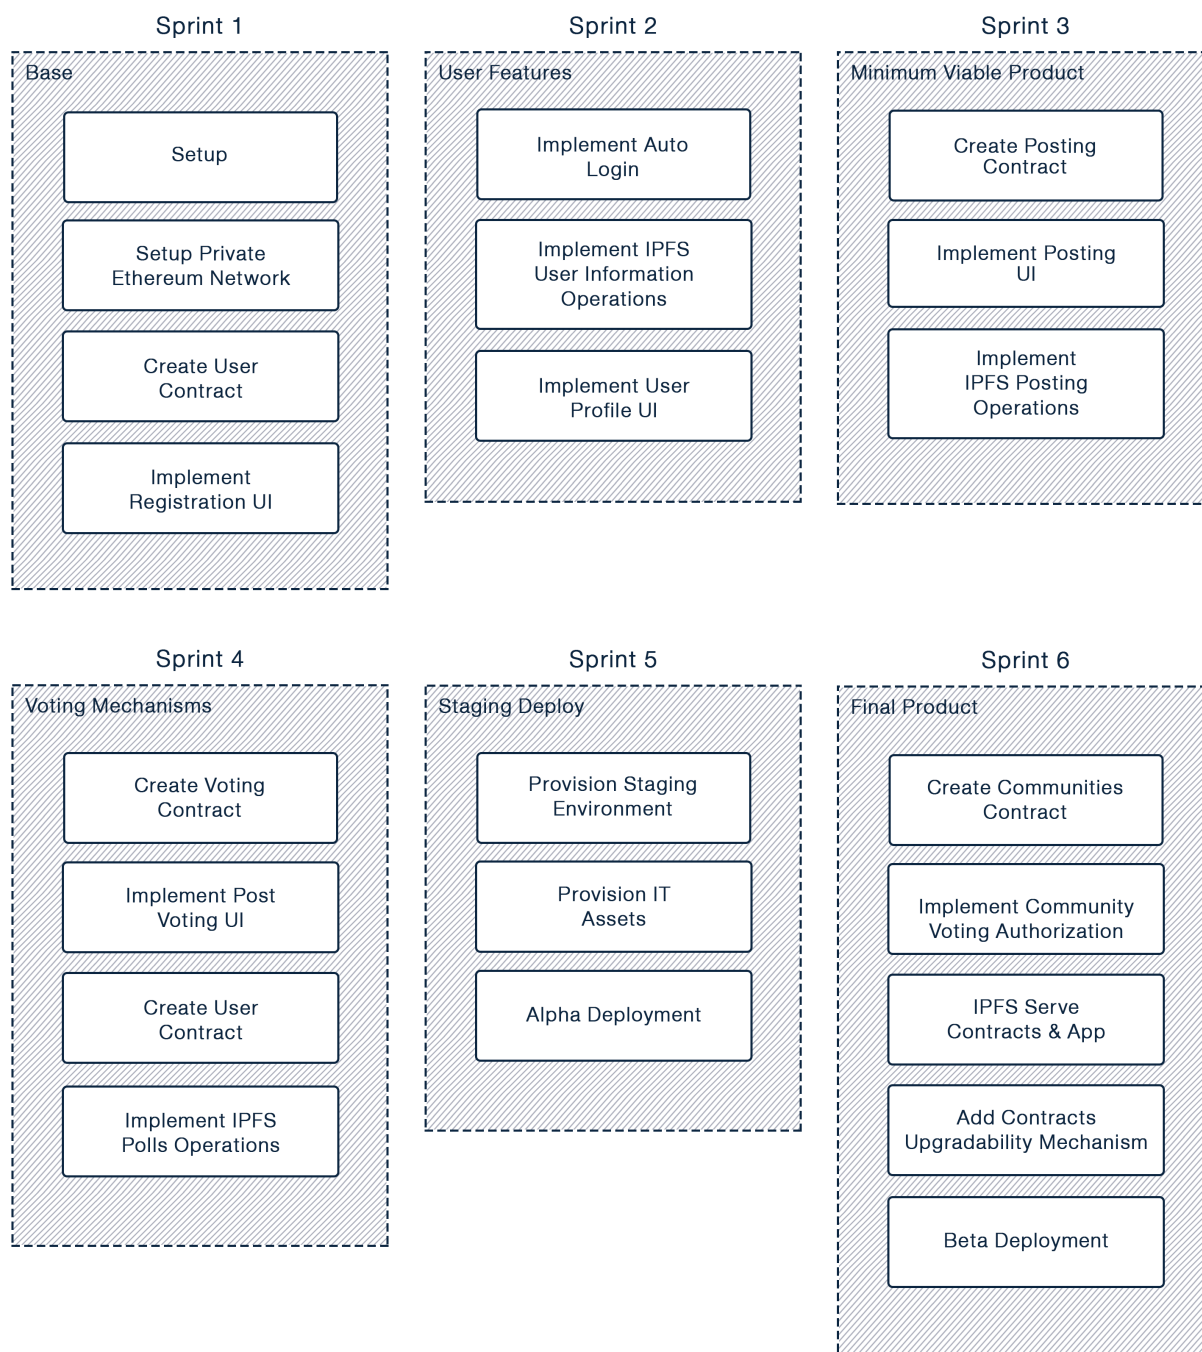 Sprint 1
Base
Setup
Setup Private
Ethereum Network
Create User
Contract
Implement
Registration UI
Sprint 2
User Features
Implement Auto
Login
Implement IPFS
User Information
Operations
Implement User
Profile UI
Sprint 3
Minimum Viable Product
Create Posting
Contract
Implement Posting
UI
Implement
IPFS Posting
Operations
Sprint 4
Voting Mechanisms
Create Voting
Contract
Implement Post
Voting UI
Create User
Contract
Implement IPFS
Polls Operations
Sprint 5
Staging Deploy
Provision Staging
Environment
Provision IT
Assets
Alpha Deployment
Sprint 6
Final Product
Create Communities
Contract
Implement Community
Voting Authorization
IPFS Serve
Contracts & App
Add Contracts
Upgradability Mechanism
Beta Deployment